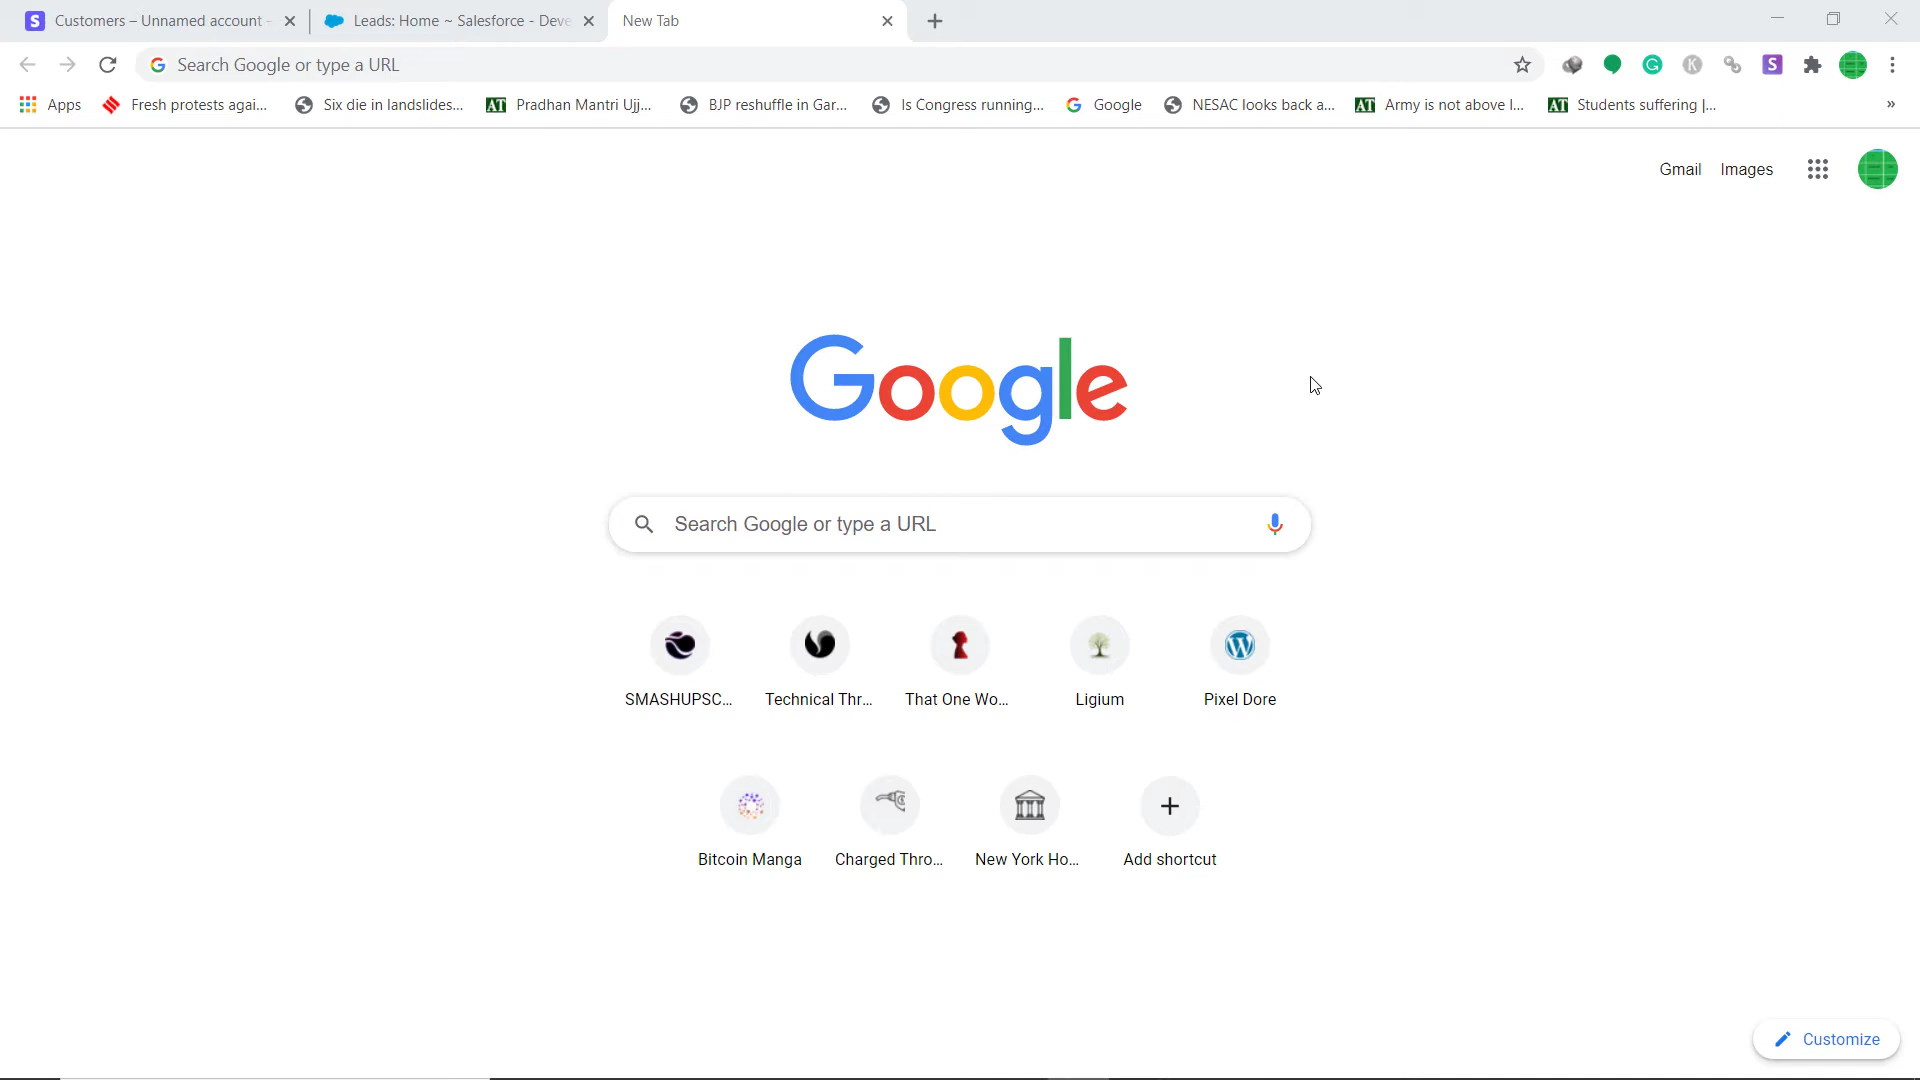 Customers – Unnamed account -
Leads: Home ~ Salesforce - Deve
New Tab
Search Google or type a URL
Apps
Fresh protests agai...
Six die in landslides...
AT Pradhan Mantri Ujj...
BJP reshuffle in Gar...
Is Congress running...
Google
NESAC looks back a...
AT Army is not above l...
AT Students suffering |...
Gmail
Images
Google
Search Google or type a URL
SMASHUPSC...
Technical Thr...
That One Wo...
Ligium
Pixel Dore
Bitcoin Manga
Charged Thro...
New York Ho...
Add shortcut
Customize